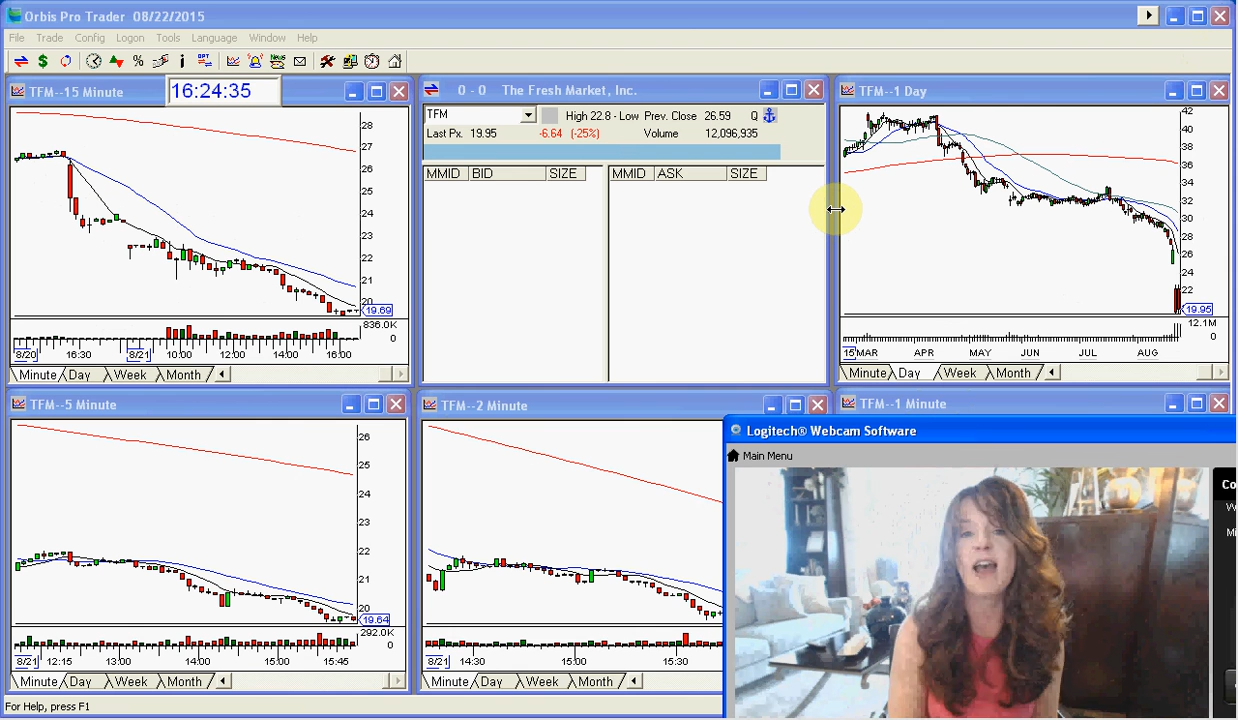 Orbis Pro Trader 08/22/2015
File Trade Config Logon Tools Language Window Help
TFM--15 Minute
16:24:35
28
27
26
25
24
23
22
21
20
19.69
836.0K
0
8/20 16:30 8/21 10:00 12:00 14:00 16:00
Minute Day Week Month
0 - 0 The Fresh Market, Inc.
TFM High 22.8 - Low Prev. Close 26.59 Q
Last Px. 19.95 -6.64 (-25%) Volume 12,096,935
MMID BID SIZE MMID ASK SIZE
TFM--1 Day
42
40
38
36
34
32
30
28
26
24
22
19.95
12.1M
0
15 MAR APR MAY JUN JUL AUG
Minute Day Week Month
TFM--5 Minute
26
25
24
23
22
21
20
19.64
292.0K
0
8/21 12:15 13:00 14:00 15:00 15:45
Minute Day Week Month
TFM--2 Minute
8/21 14:30 15:00 15:30
Minute Day Week Month
TFM--1 Minute
Logitech® Webcam Software
Main Menu
Co
Mi
For Help, press F1